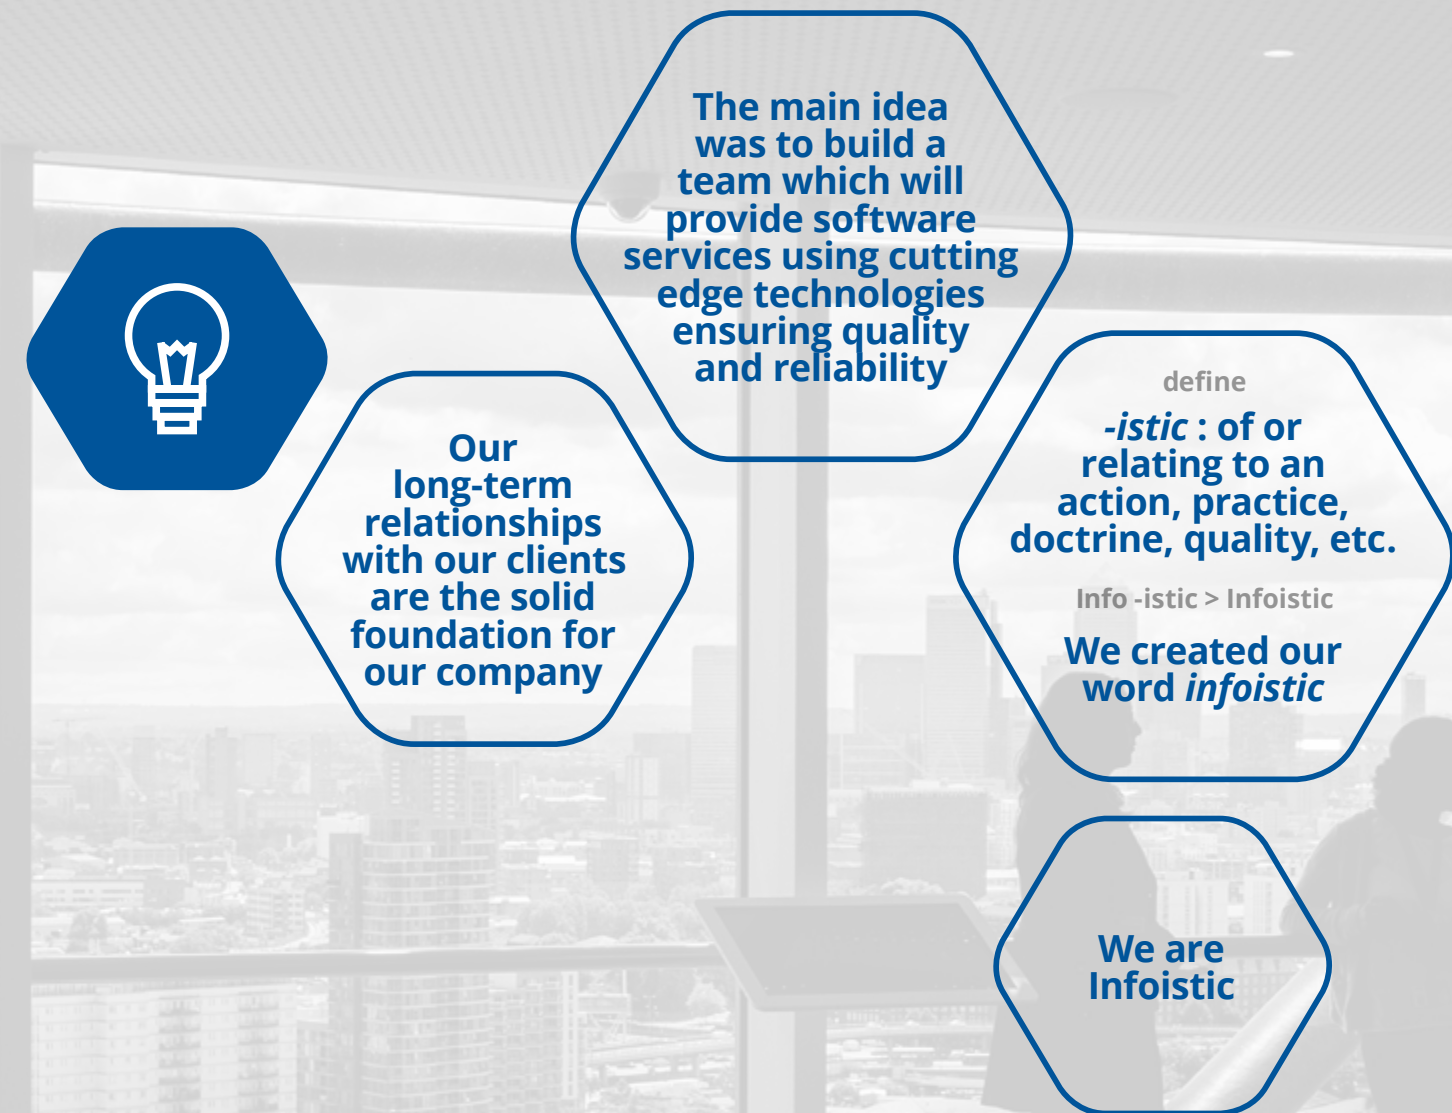 The main idea
was to build a
team which will
provide software
services using cutting
edge technologies
ensuring quality
and reliability
Our
long-term
relationships
with our clients
are the solid
foundation for
our company
define
-istic : of or
relating to an
action, practice,
doctrine, quality, etc.
Info -istic > Infoistic
We created our
word infoistic
We are
Infoistic